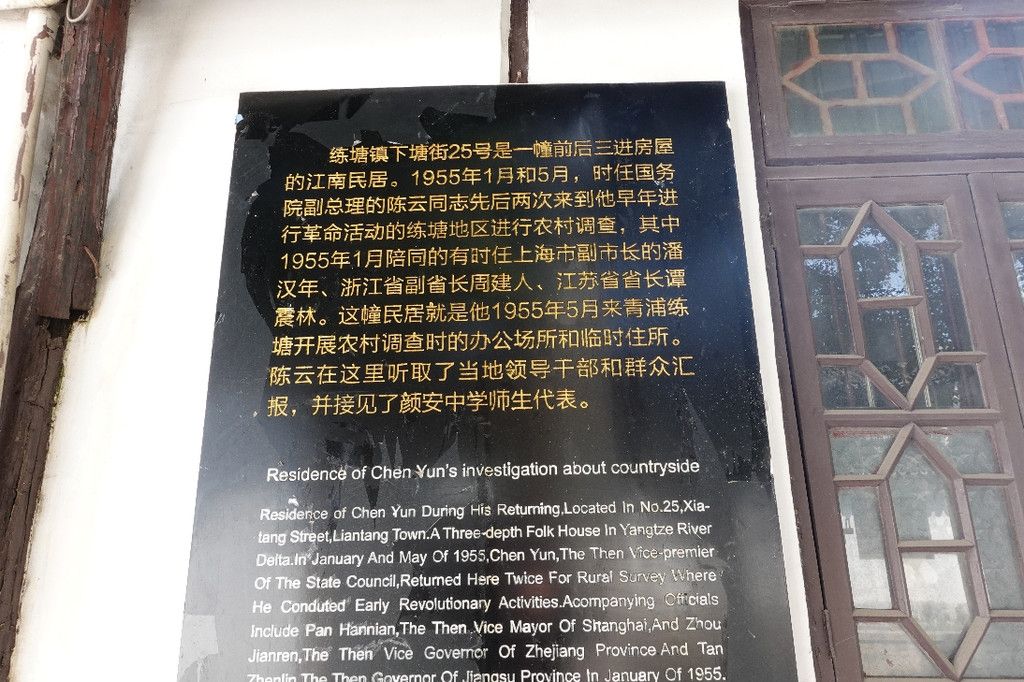 练塘镇下塘街25号是一幢前后三进房屋
的江南民居。1955年1月和5月，时任国务
院副总理的陈云同志先后两次来到他早年进
行革命活动的练塘地区进行农村调查，其中
1955年1月陪同的有时任上海市副市长的潘
汉年、浙江省副省长周建人、江苏省省长谭
震林。这幢民居就是他1955年5月来青浦练
塘开展农村调查时的办公场所和临时住所。
陈云在这里听取了当地领导干部和群众汇
报，并接见了颜安中学师生代表。
Residence of Chen Yun's investigation about countryside
Residence of Chen Yun During His Returning,Located In No.25,Xia-
tang Street,Liantang Town.A Three-depth Folk House In Yangtze River
Delta.In January And May Of 1955,Chen Yun,The Then Vice-premier
Of The State Council,Returned Here Twice For Rural Survey Where
He Conduted Early Revolutionary Activities.Acompanying Officials
Include Pan Hannian,The Then Vice Mayor Of Shanghai,And Zhou
Jianren,The Then Vice Governor Of Zhejiang Province And Tan
Zhenlin,The Then Governor Of Jiangsu Province In January Of 1955.